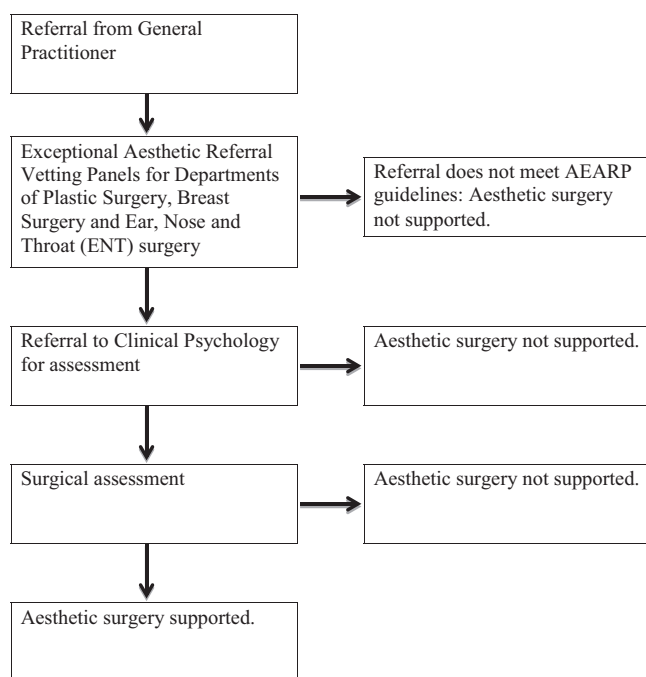 Referral from General
Practitioner
Exceptional Aesthetic Referral
Vetting Panels for Departments
of Plastic Surgery, Breast
Surgery and Ear, Nose and
Throat (ENT) surgery
Referral does not meet AEARP
guidelines: Aesthetic surgery
not supported.
Referral to Clinical Psychology
for assessment
Aesthetic surgery not supported.
Surgical assessment
Aesthetic surgery not supported.
Aesthetic surgery supported.